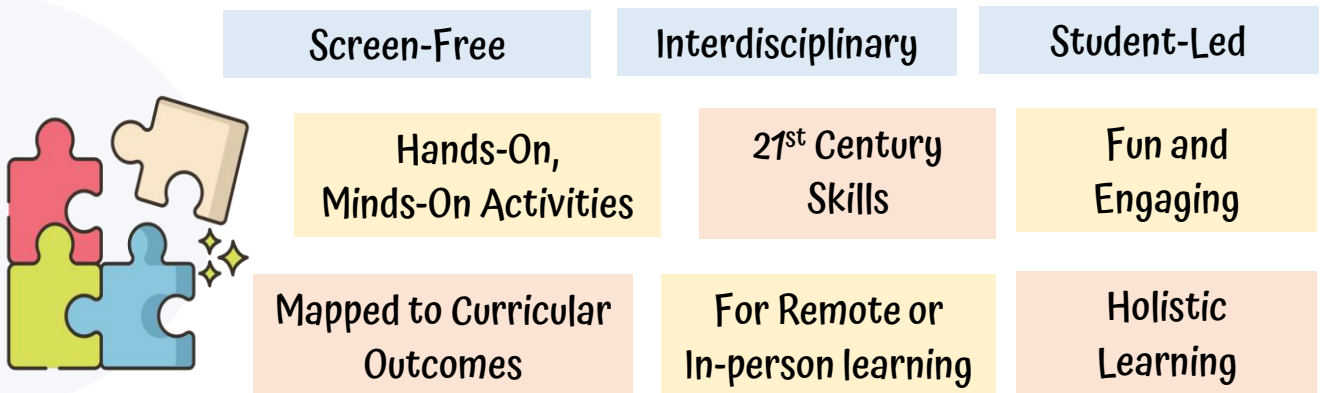 Screen-Free
Interdisciplinary
Student-Led
Hands-On,
Minds-On Activities
21st Century
Skills
Fun and
Engaging
Mapped to Curricular
Outcomes
For Remote or
In-person learning
Holistic
Learning